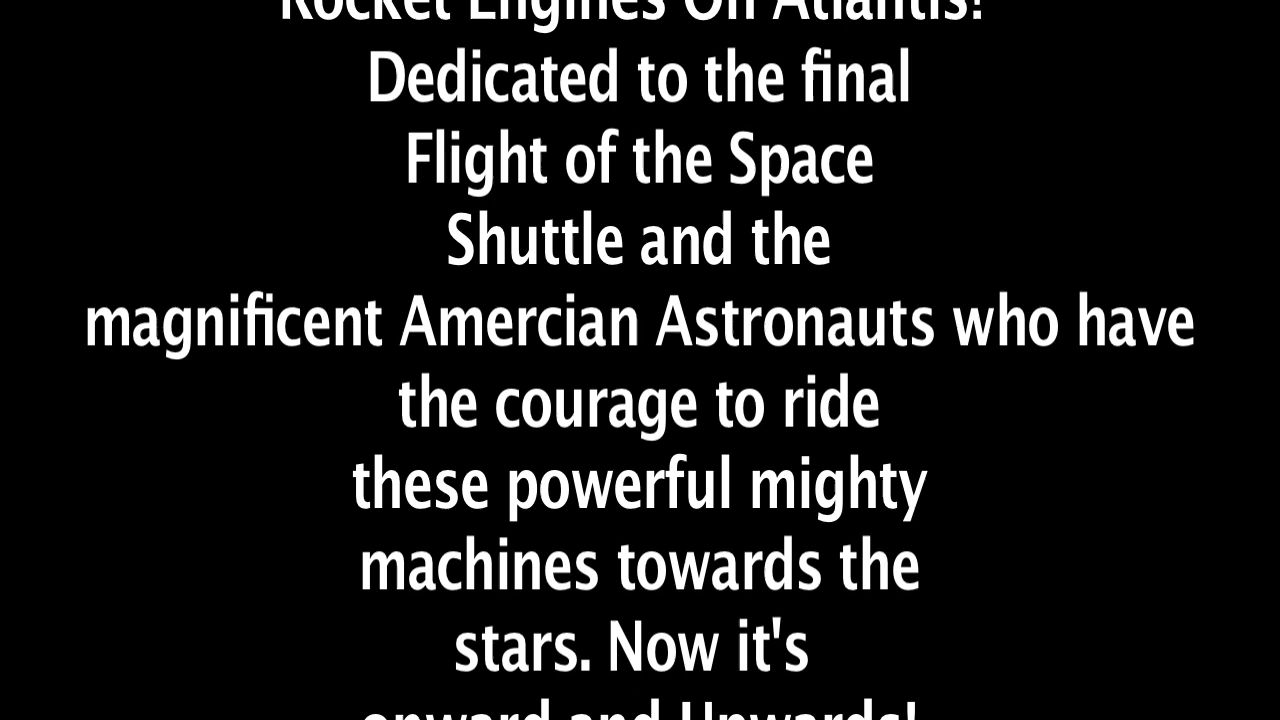 Rocket Engines On Atlantis!
Dedicated to the final
Flight of the Space
Shuttle and the
magnificent Amercian Astronauts who have
the courage to ride
these powerful mighty
machines towards the
stars. Now it's
onward and Upwards!